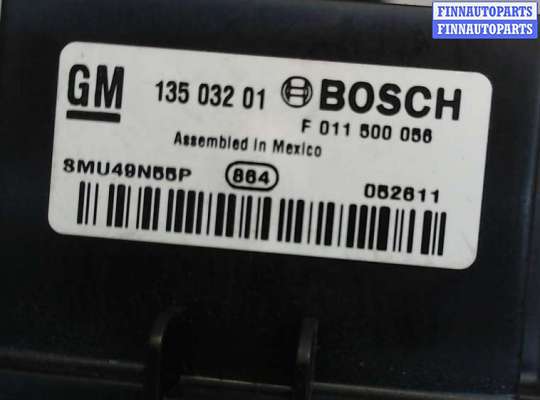 FINNAUTOPARTS
FINNAUTOPARTS
GM 135 032 01 BOSCH
F 011 500 056
Assembled in Mexico
SMU49N55P 864 052611